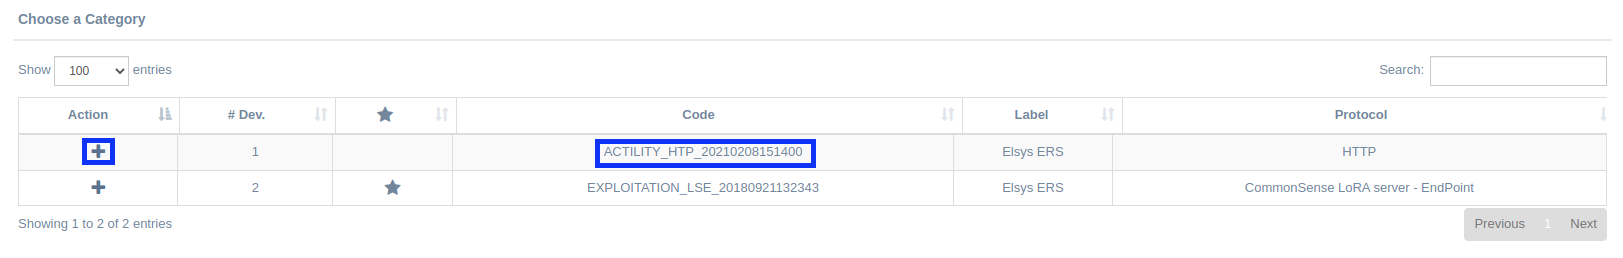 Choose a Category
Show 100 entries Search:
Action # Dev. Code Label Protocol
1 ACTILITY_HTP_20210208151400 Elsys ERS HTTP
2 EXPLOITATION_LSE_20180921132343 Elsys ERS CommonSense LoRA server - EndPoint
Showing 1 to 2 of 2 entries Previous 1 Next